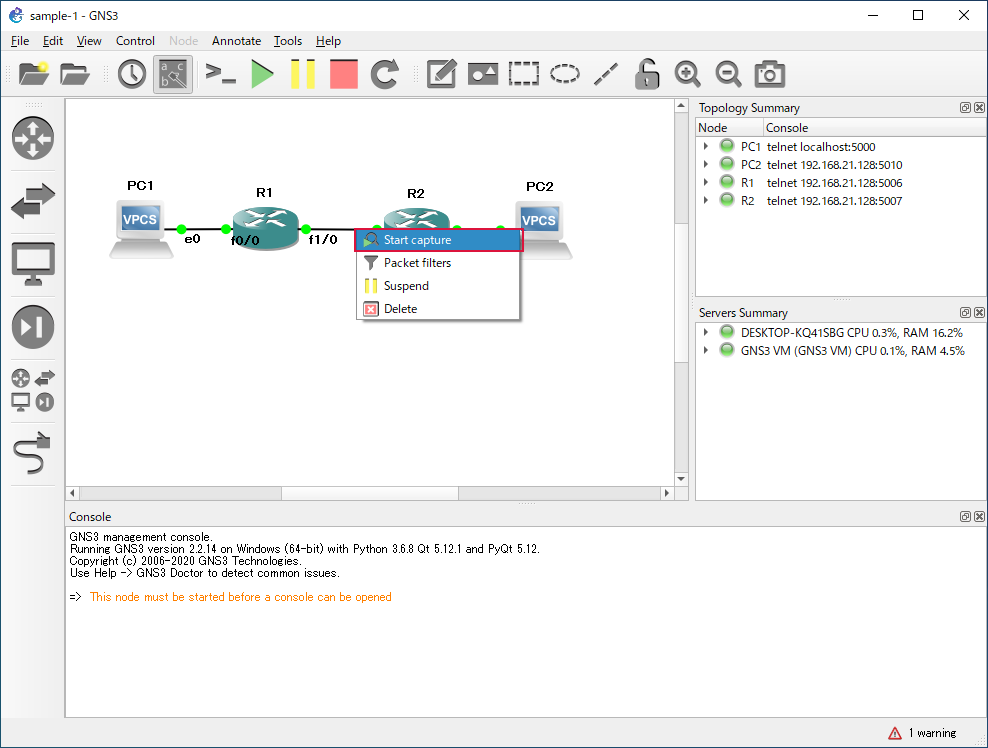 sample-1 - GNS3
File Edit View Control Node Annotate Tools Help
a b c
Topology Summary
Node Console
PC1 telnet localhost:5000
PC2 telnet 192.168.21.128:5010
R1 telnet 192.168.21.128:5006
R2 telnet 192.168.21.128:5007
PC1 R1 R2 PC2
VPCS VPCS
e0 f0/0 f1/0
Start capture
Packet filters
Suspend
Delete
Servers Summary
DESKTOP-KQ41SBG CPU 0.3%, RAM 16.2%
GNS3 VM (GNS3 VM) CPU 0.1%, RAM 4.5%
Console
GNS3 management console.
Running GNS3 version 2.2.14 on Windows (64-bit) with Python 3.6.8 Qt 5.12.1 and PyQt 5.12.
Copyright (c) 2006-2020 GNS3 Technologies.
Use Help -> GNS3 Doctor to detect common issues.
=> This node must be started before a console can be opened
1 warning